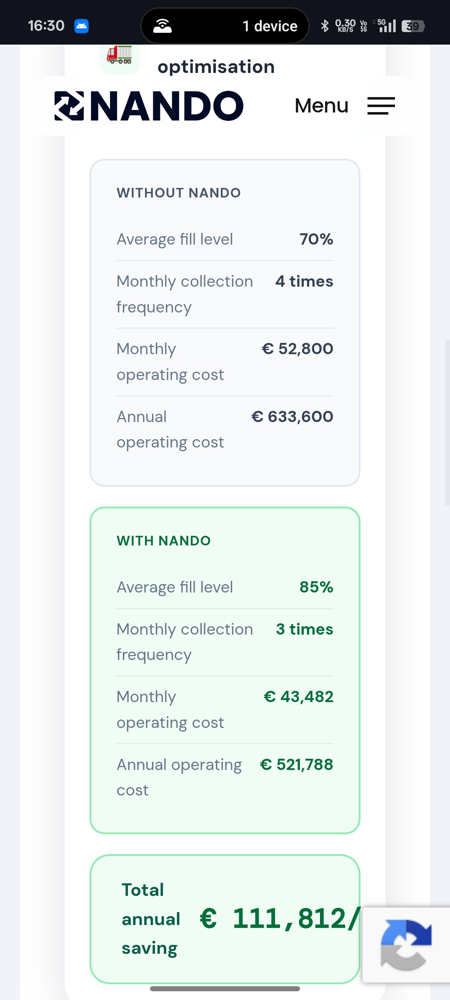 16:30
1 device
0.30
KB/S
Vo
5G
5G
39
optimisation
NANDO
Menu
WITHOUT NANDO
Average fill level 70%
Monthly collection 4 times
frequency
Monthly € 52,800
operating cost
Annual € 633,600
operating cost
WITH NANDO
Average fill level 85%
Monthly collection 3 times
frequency
Monthly € 43,482
operating cost
Annual operating € 521,788
cost
Total
annual € 111,812/
saving